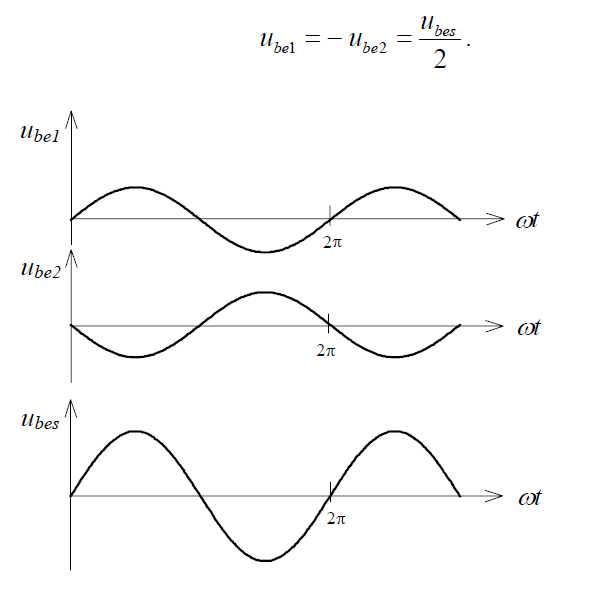 u_be1 = − u_be2 = u_bes / 2 .
u_be1
ωt
2π
u_be2
ωt
2π
u_bes
ωt
2π